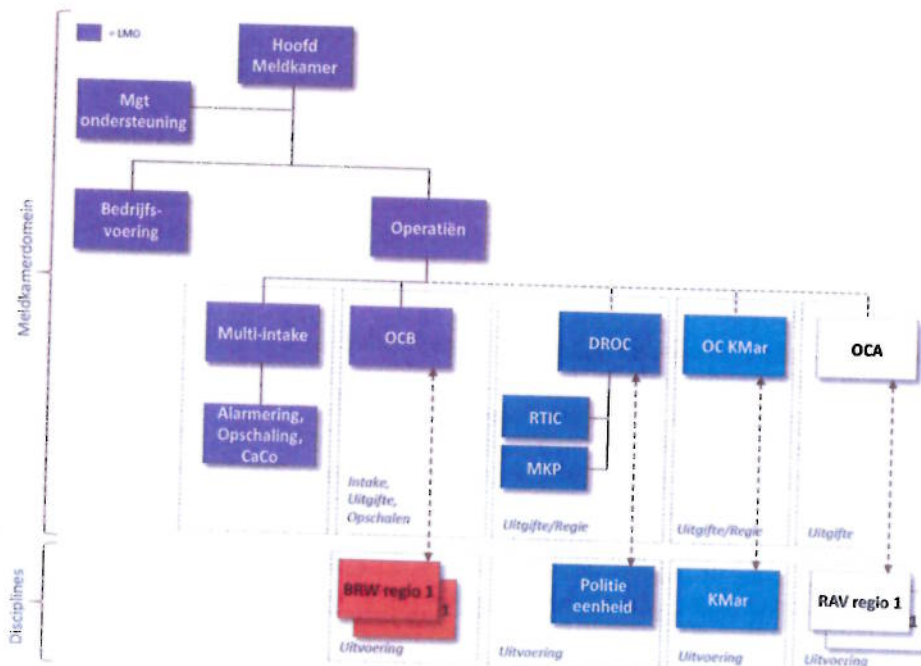 = LMO
Hoofd
Meldkamer
Mgt
ondersteuning
Bedrijfs-
voering
Operatiën
Meldkamerdomein
Multi-intake
OCB
DROC
OC KMar
OCA
Alarmering,
Opschaling,
CaCo
RTIC
MKP
Intake,
Uitgifte,
Opschalen
Uitgifte/Regie
Uitgifte/Regie
Uitgifte
Disciplines
BRW regio 1
1
Politie
eenheid
KMar
RAV regio 1
1
Uitvoering
Uitvoering
Uitvoering
Uitvoering